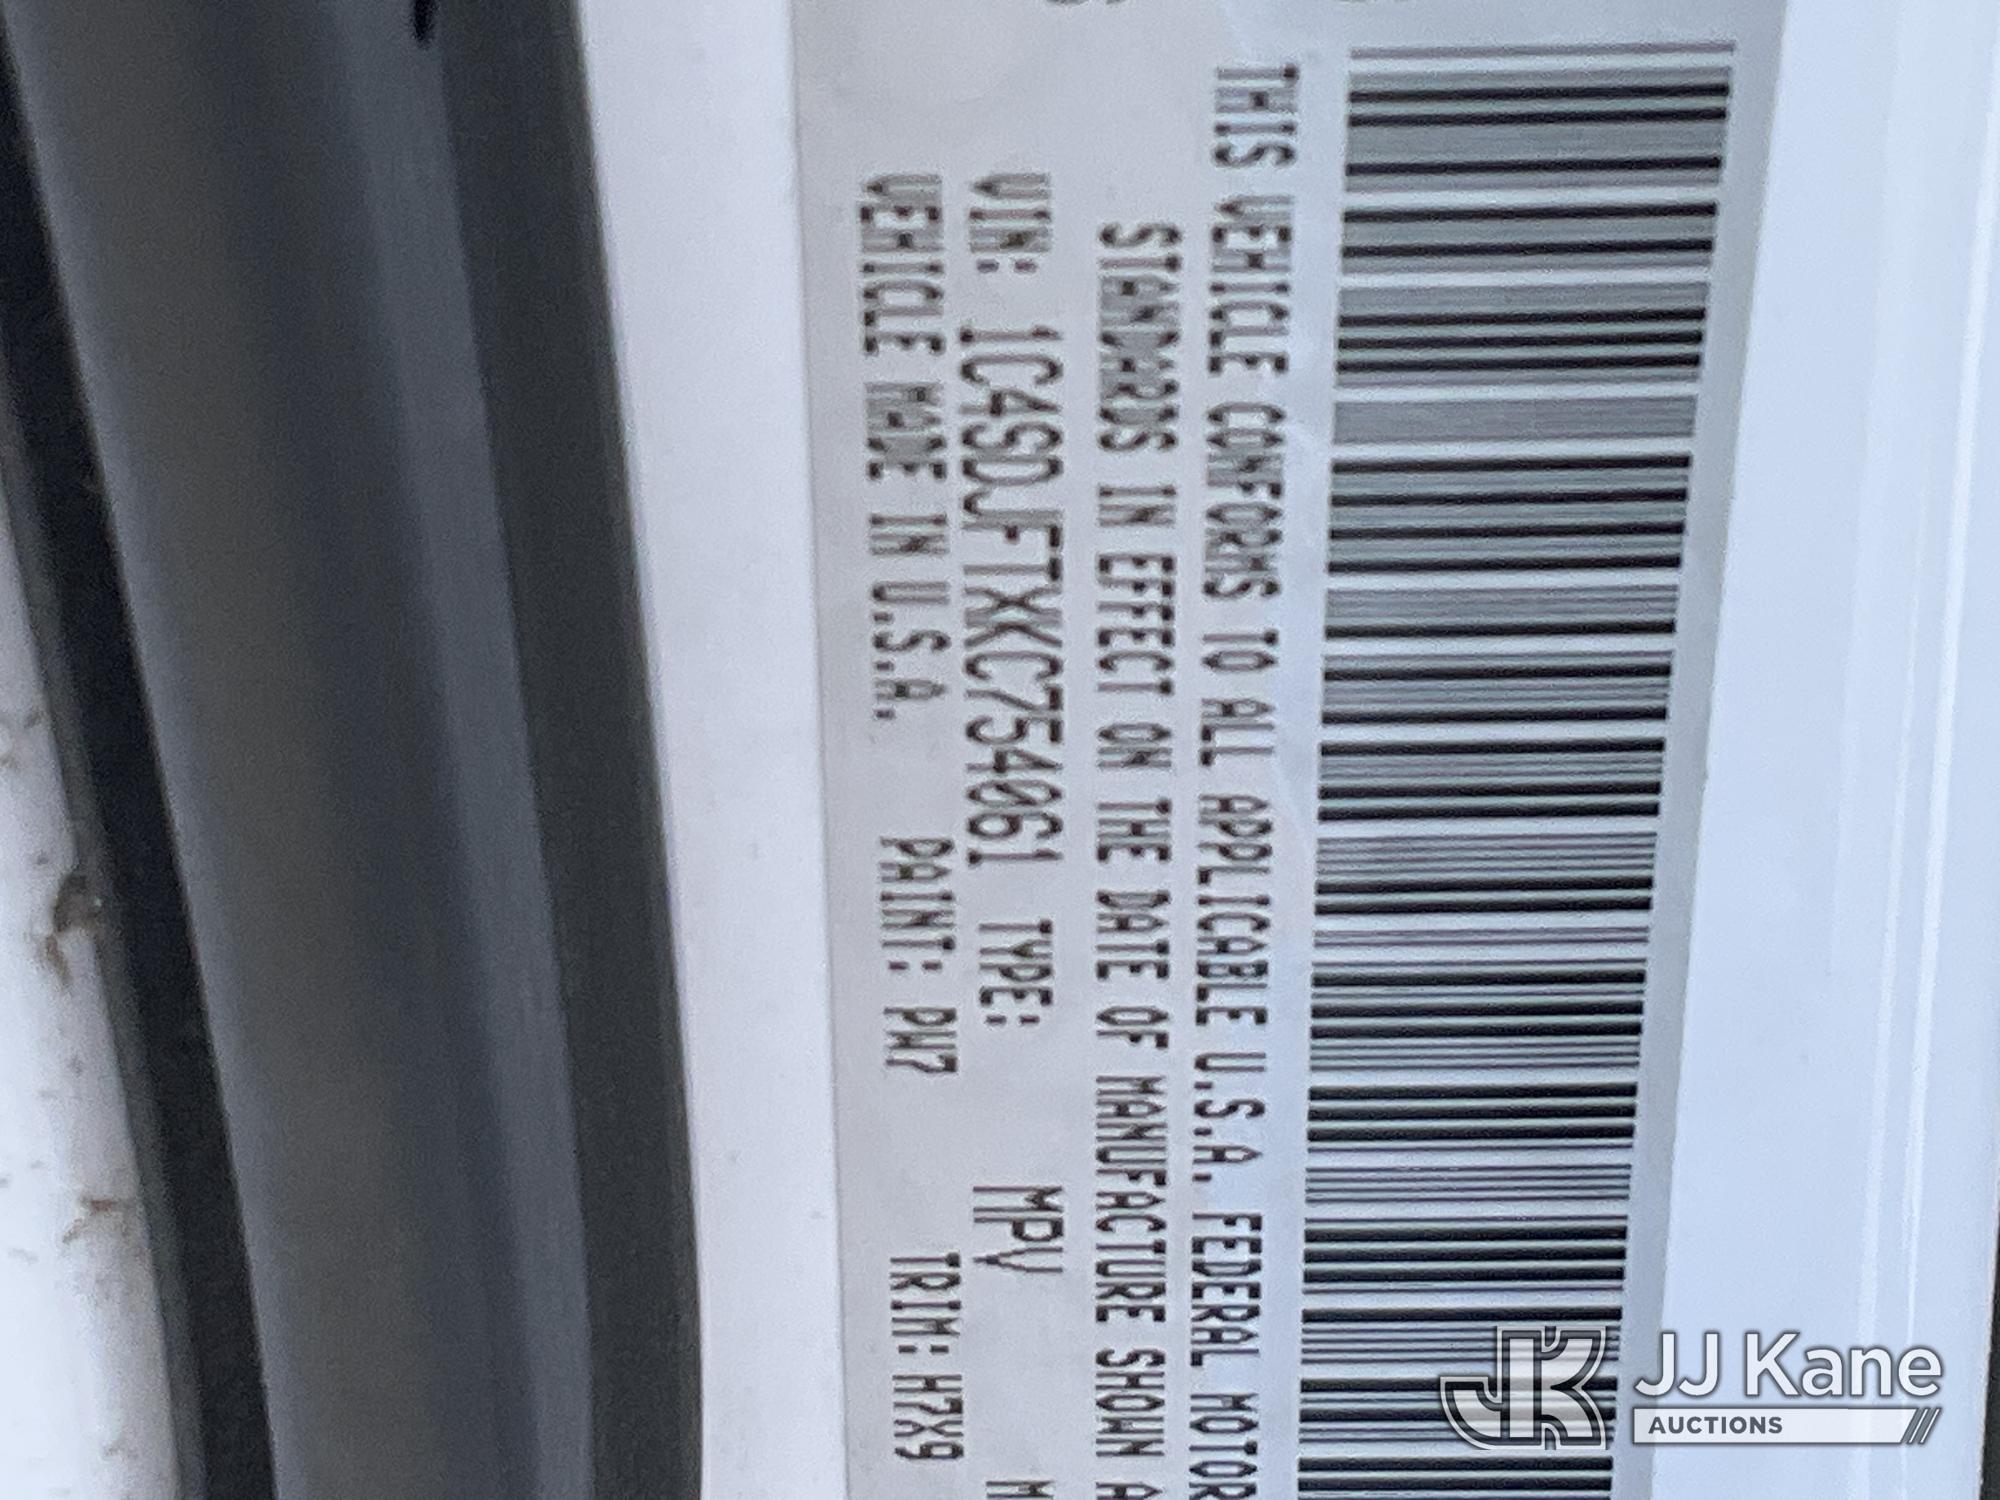 THIS VEHICLE CONFORMS TO ALL APPLICABLE U.S.A. FEDERAL MOTOR
STANDARDS IN EFFECT ON THE DATE OF MANUFACTURE SHOWN A
VIN: 1C4SDJFTXKC754061 TYPE: MPV M
VEHICLE MADE IN U.S.A. PAINT: PW7 TRIM: H7X9
JK JJ Kane
AUCTIONS